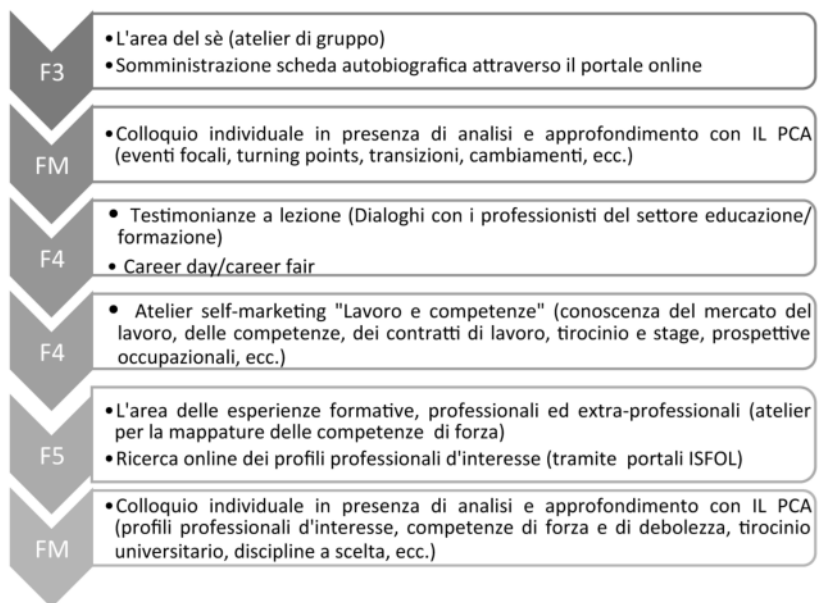 F3
•L'area del sè (atelier di gruppo)
•Somministrazione scheda autobiografica attraverso il portale online
FM
•Colloquio individuale in presenza di analisi e approfondimento con IL PCA
(eventi focali, turning points, transizioni, cambiamenti, ecc.)
F4
• Testimonianze a lezione (Dialoghi con i professionisti del settore educazione/
formazione)
• Career day/career fair
F4
• Atelier self-marketing "Lavoro e competenze" (conoscenza del mercato del
lavoro, delle competenze, dei contratti di lavoro, tirocinio e stage, prospettive
occupazionali, ecc.)
F5
•L'area delle esperienze formative, professionali ed extra-professionali (atelier
per la mappature delle competenze di forza)
•Ricerca online dei profili professionali d'interesse (tramite portali ISFOL)
FM
•Colloquio individuale in presenza di analisi e approfondimento con IL PCA
(profili professionali d'interesse, competenze di forza e di debolezza, tirocinio
universitario, discipline a scelta, ecc.)